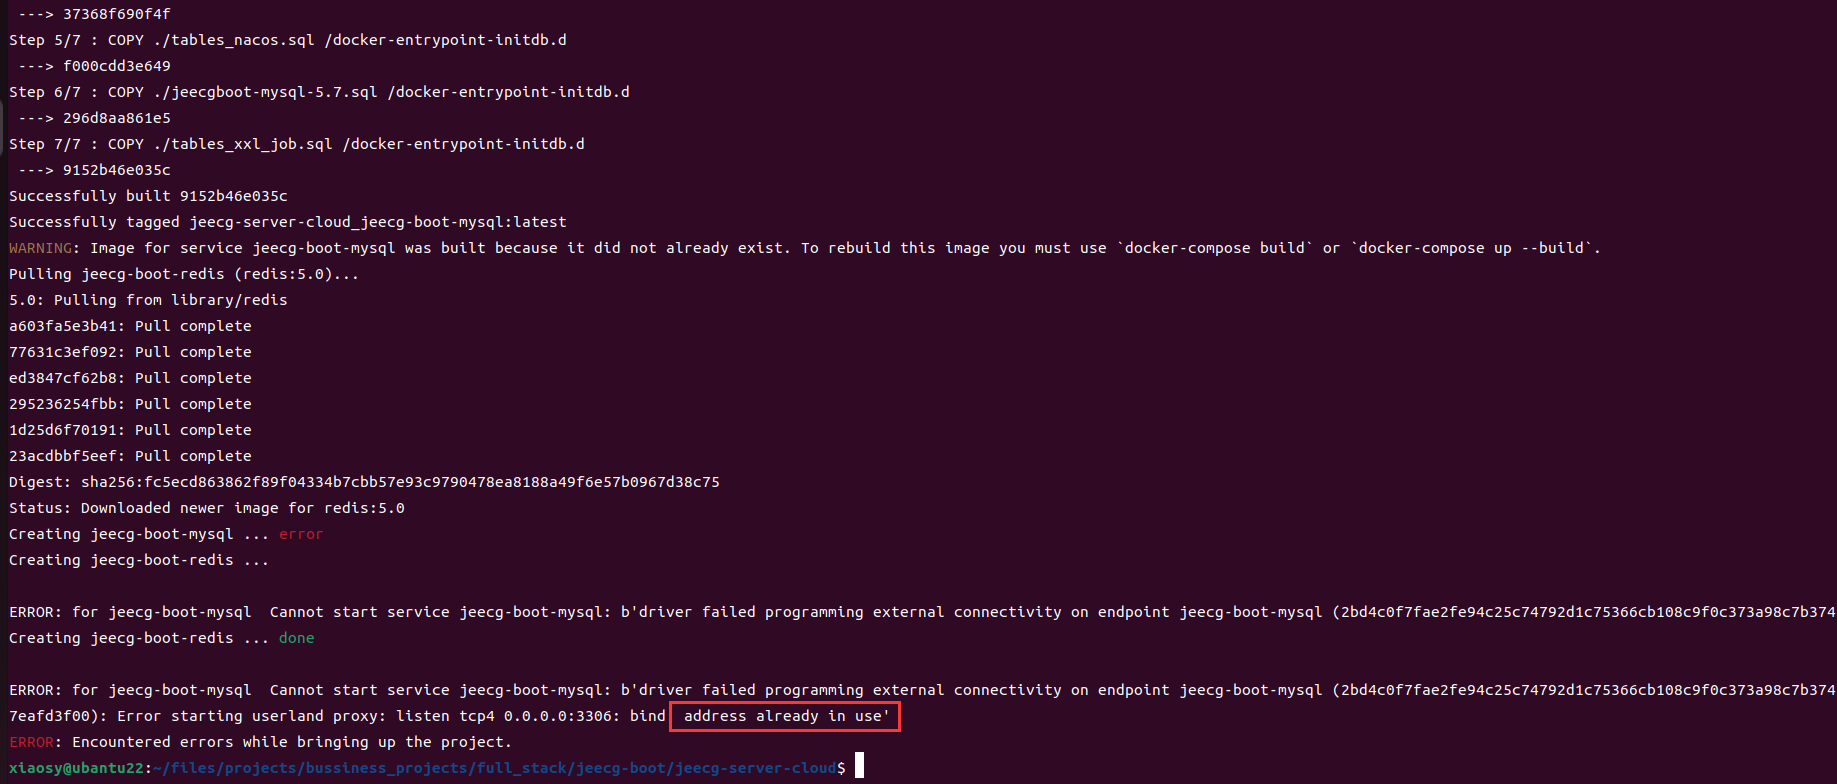 ---> 37368f690f4f
Step 5/7 : COPY ./tables_nacos.sql /docker-entrypoint-initdb.d
---> f000cdd3e649
Step 6/7 : COPY ./jeecgboot-mysql-5.7.sql /docker-entrypoint-initdb.d
---> 296d8aa861e5
Step 7/7 : COPY ./tables_xxl_job.sql /docker-entrypoint-initdb.d
---> 9152b46e035c
Successfully built 9152b46e035c
Successfully tagged jeecg-server-cloud_jeecg-boot-mysql:latest
WARNING: Image for service jeecg-boot-mysql was built because it did not already exist. To rebuild this image you must use `docker-compose build` or `docker-compose up --build`.
Pulling jeecg-boot-redis (redis:5.0)...
5.0: Pulling from library/redis
a603fa5e3b41: Pull complete
77631c3ef092: Pull complete
ed3847cf62b8: Pull complete
295236254fbb: Pull complete
1d25d6f70191: Pull complete
23acdbbf5eef: Pull complete
Digest: sha256:fc5ecd863862f89f04334b7cbb57e93c9790478ea8188a49f6e57b0967d38c75
Status: Downloaded newer image for redis:5.0
Creating jeecg-boot-mysql ... error
Creating jeecg-boot-redis ...
ERROR: for jeecg-boot-mysql  Cannot start service jeecg-boot-mysql: b'driver failed programming external connectivity on endpoint jeecg-boot-mysql (2bd4c0f7fae2fe94c25c74792d1c75366cb108c9f0c373a98c7b374
Creating jeecg-boot-redis ... done
ERROR: for jeecg-boot-mysql  Cannot start service jeecg-boot-mysql: b'driver failed programming external connectivity on endpoint jeecg-boot-mysql (2bd4c0f7fae2fe94c25c74792d1c75366cb108c9f0c373a98c7b374
7eafd3f00): Error starting userland proxy: listen tcp4 0.0.0.0:3306: bind address already in use'
ERROR: Encountered errors while bringing up the project.
xiaosy@ubantu22:~/files/projects/bussiness_projects/full_stack/jeecg-boot/jeecg-server-cloud$